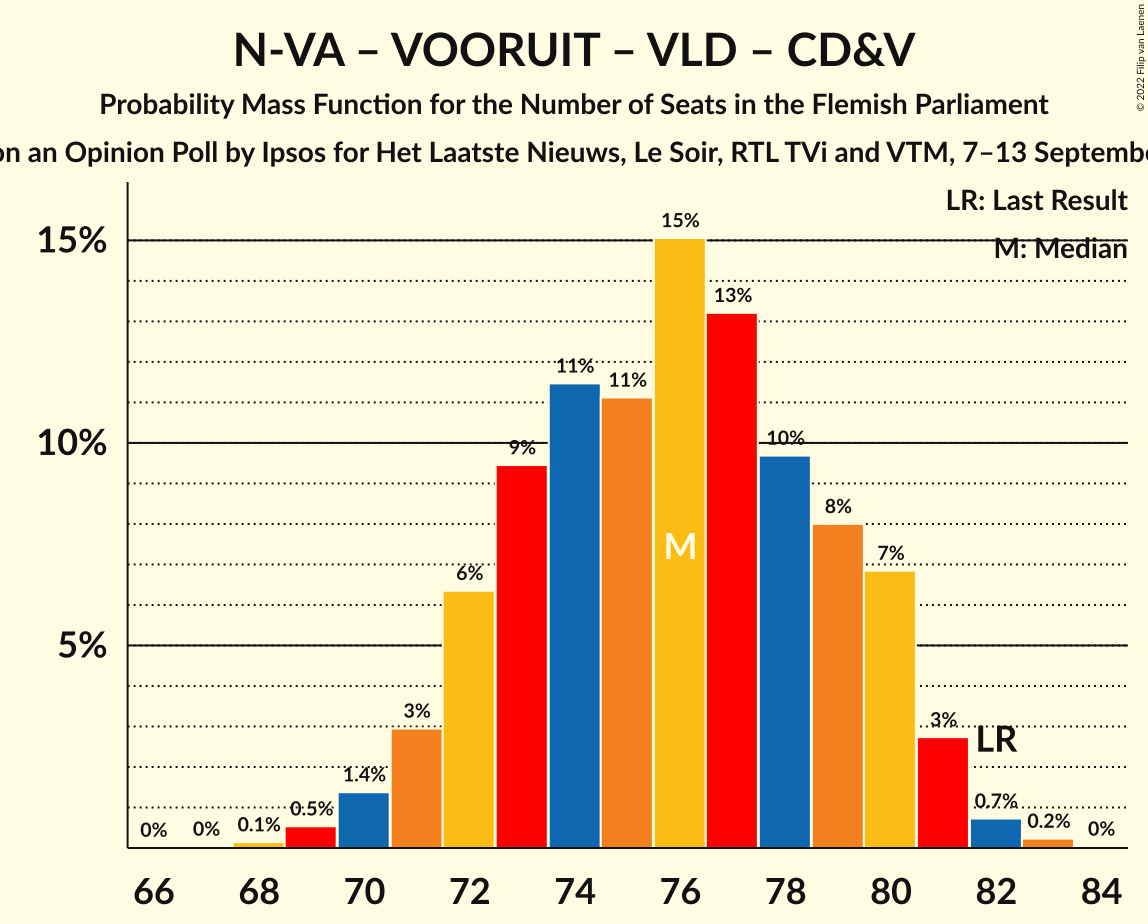 N-VA – VOORUIT – VLD – CD&V
Probability Mass Function for the Number of Seats in the Flemish Parliament
on an Opinion Poll by Ipsos for Het Laatste Nieuws, Le Soir, RTL TVi and VTM, 7–13 Septembe
© 2022 Filip van Laenen
LR: Last Result
M: Median
15%
10%
5%
0%
0%
0.1%
0.5%
1.4%
3%
6%
9%
11%
11%
15%
13%
10%
8%
7%
3%
0.7%
0.2%
0%
M
LR
66 68 70 72 74 76 78 80 82 84